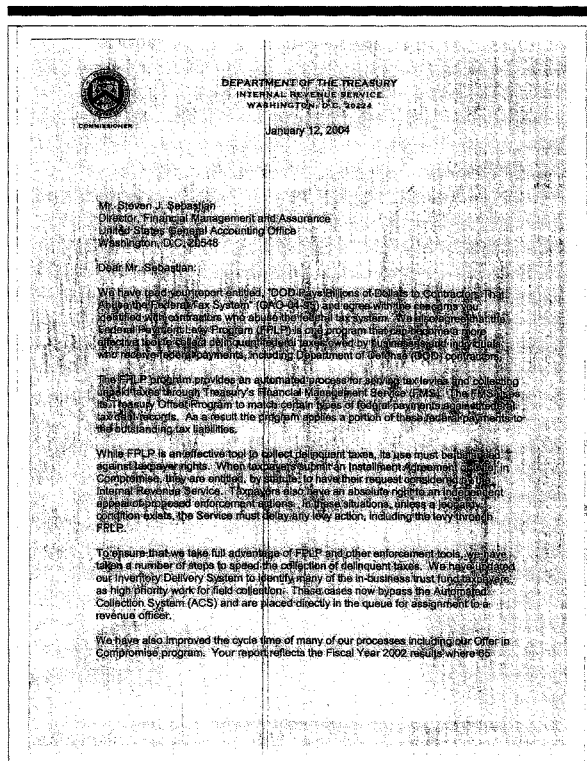 DEPARTMENT OF THE TREASURY
INTERNAL REVENUE SERVICE
WASHINGTON, D.C. 20224
COMMISSIONER
January 12, 2004
Mr. Steven J. Sebastian
Director, Financial Management and Assurance
United States General Accounting Office
Washington, D.C. 20548
Dear Mr. Sebastian:
We have read your report entitled, "DOD Pays Billions of Dollars to Contractors That
Abuse the Federal Tax System" (GAO-04-95) and agree with the concerns you
identified with contractors who abuse the federal tax system. We also agree that the
Federal Payment Levy Program (FPLP) is one program that can become a more
effective tool to collect delinquent federal taxes owed by businesses and individuals
who receive federal payments, including Department of Defense (DOD) contractors.
The FPLP program provides an automated process for serving tax levies and collecting
unpaid taxes through Treasury's Financial Management Service (FMS). The FMS uses
its Treasury Offset Program to match certain types of federal payments against federal
tax debt records. As a result the program applies a portion of these federal payments to
the outstanding tax liabilities.
While FPLP is an effective tool to collect delinquent taxes, its use must be balanced
against taxpayer rights. When taxpayers submit an Installment Agreement or Offer in
Compromise, they are entitled, by statute, to have their request considered by the
Internal Revenue Service. Taxpayers also have an absolute right to an independent
appeal of proposed enforcement actions. In these situations, unless a jeopardy
condition exists, the Service must delay any levy action, including the levy through
FPLP.
To ensure that we take full advantage of FPLP and other enforcement tools, we have
taken a number of steps to speed the collection of delinquent taxes. We have updated
our Inventory Delivery System to identify many of the in-business trust fund taxpayers
as high priority work for field collection. These cases now bypass the Automated
Collection System (ACS) and are placed directly in the queue for assignment to a
revenue officer.
We have also improved the cycle time of many of our processes including our Offer in
Compromise program. Your report reflects the Fiscal Year 2002 results where 65